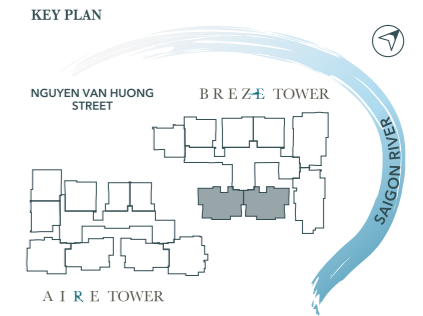 KEY PLAN
NGUYEN VAN HUONG
STREET
BREZE TOWER
SAIGON RIVER
AIRE TOWER